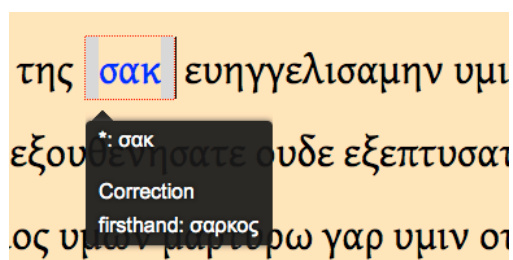 της σακ ευηγγελισαμην υμι
*: σακ
εξουθενησατε ουδε εξεπτυσατ
Correction
firsthand: σαρκος
ος υμων μαρτυρω γαρ υμιν οτ